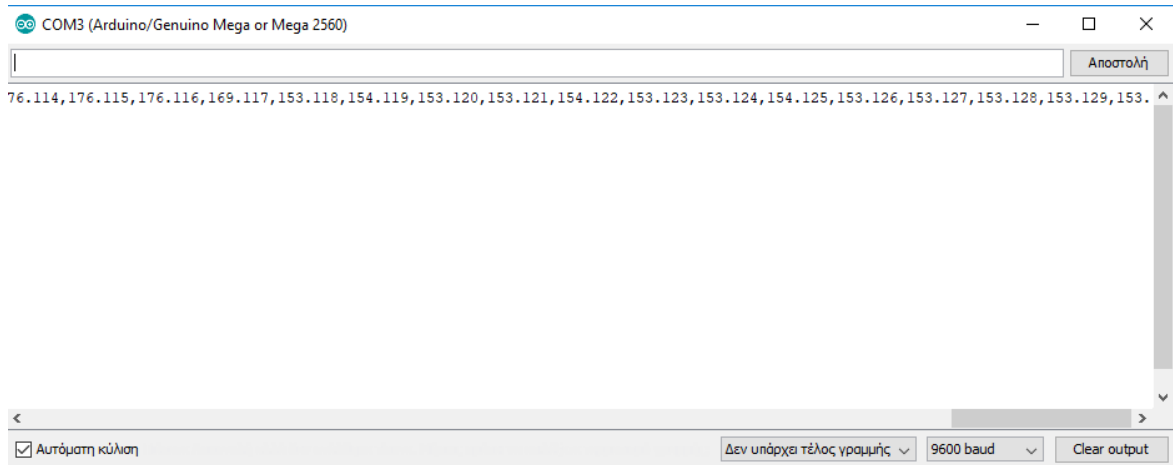 COM3 (Arduino/Genuino Mega or Mega 2560)
Αποστολή
76.114,176.115,176.116,169.117,153.118,154.119,153.120,153.121,154.122,153.123,153.124,154.125,153.126,153.127,153.128,153.129,153.
Αυτόματη κύλιση
Δεν υπάρχει τέλος γραμμής
9600 baud
Clear output